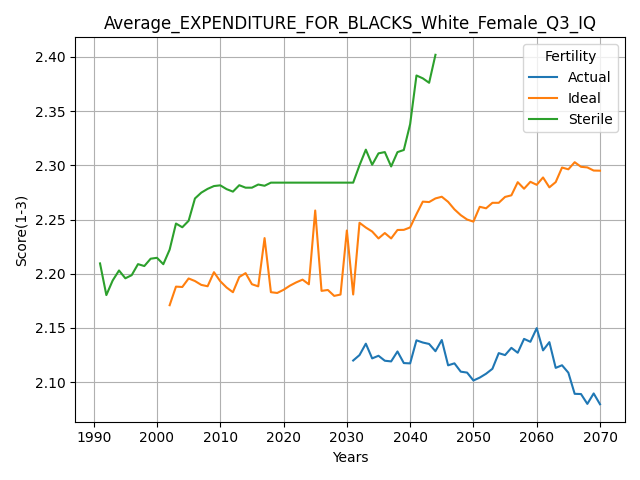 Average_EXPENDITURE_FOR_BLACKS_White_Female_Q3_IQ
Score(1-3)
2.40
2.35
2.30
2.25
2.20
2.15
2.10
Fertility
Actual
Ideal
Sterile
1990 2000 2010 2020 2030 2040 2050 2060 2070
Years